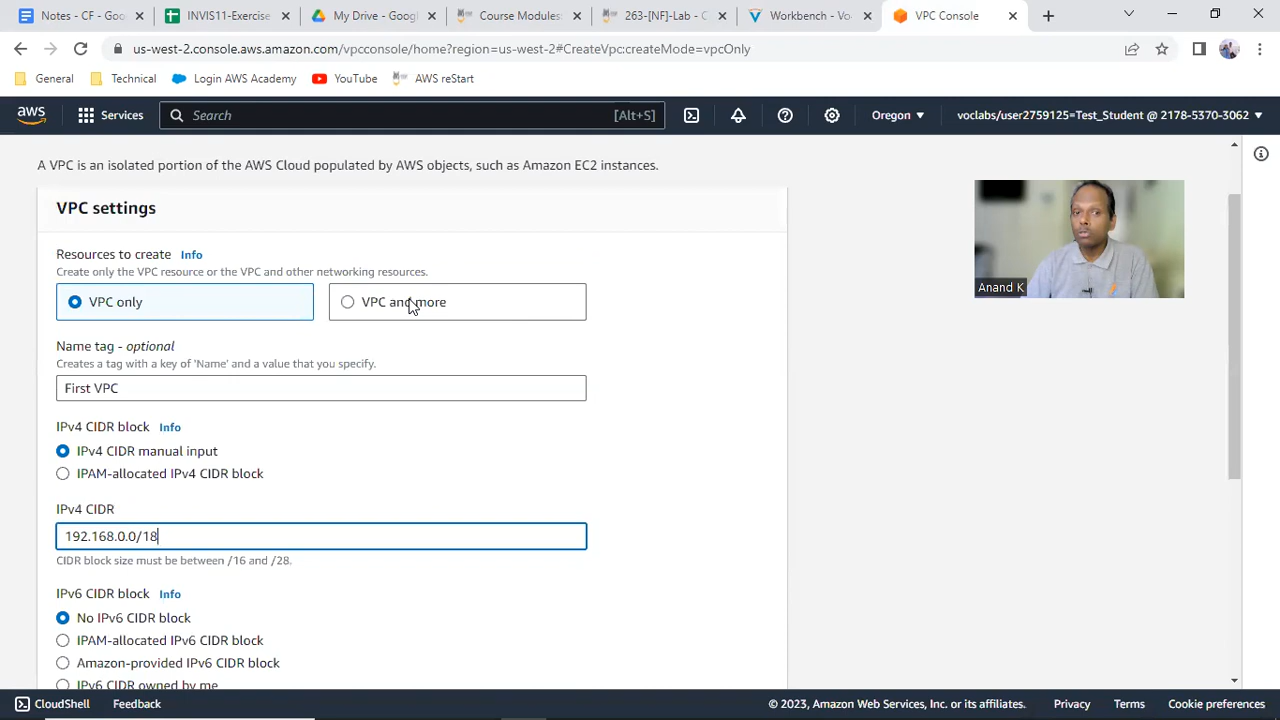 Notes - CF - Goo
INNIS11-Exercise
My Drive - Googl
Course Modules:
263-[NF]-Lab - C
Workbench - Vo
VPC Console
us-west-2.console.aws.amazon.com/vpcconsole/home?region=us-west-2#CreateVpc:createMode=vpcOnly
General
Technical
Login AWS Academy
YouTube
AWS reStart
aws
Services
Search
[Alt+S]
Oregon
voclabs/user2759125=Test_Student @ 2178-5370-3062
A VPC is an isolated portion of the AWS Cloud populated by AWS objects, such as Amazon EC2 instances.
VPC settings
Resources to create Info
Create only the VPC resource or the VPC and other networking resources.
VPC only
VPC and more
Name tag - optional
Creates a tag with a key of 'Name' and a value that you specify.
First VPC
IPv4 CIDR block Info
IPv4 CIDR manual input
IPAM-allocated IPv4 CIDR block
IPv4 CIDR
192.168.0.0/18
CIDR block size must be between /16 and /28.
IPv6 CIDR block Info
No IPv6 CIDR block
IPAM-allocated IPv6 CIDR block
Amazon-provided IPv6 CIDR block
IPv6 CIDR owned by me
Anand K
CloudShell
Feedback
© 2023, Amazon Web Services, Inc. or its affiliates.
Privacy
Terms
Cookie preferences